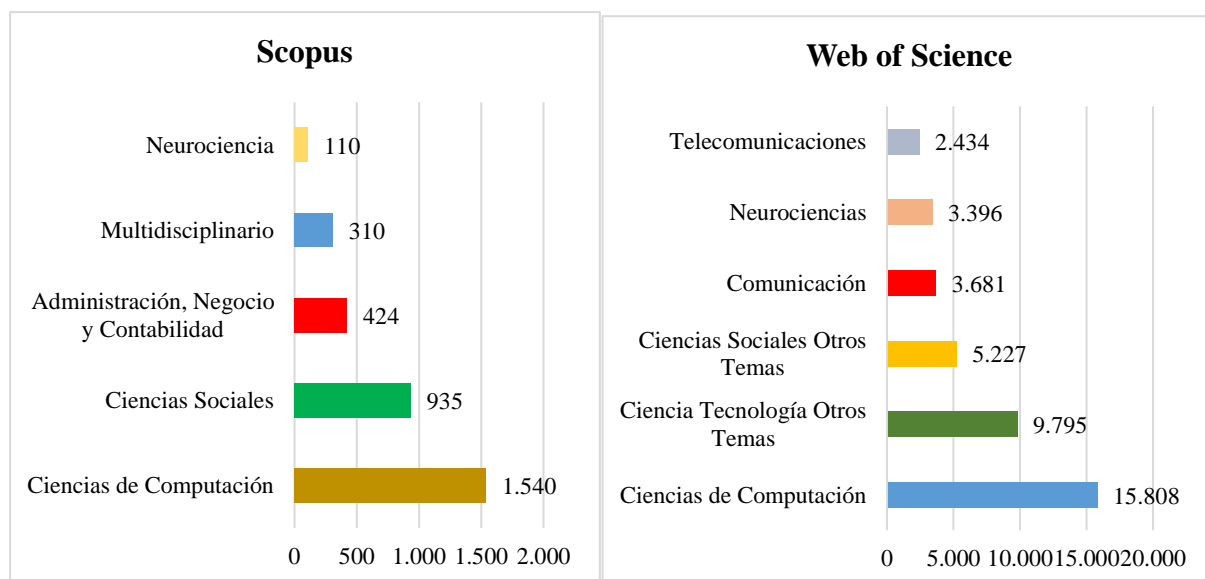 Scopus
Neurociencia
110
Multidisciplinario
310
Administración, Negocio
y Contabilidad
424
Ciencias Sociales
935
Ciencias de Computación
1.540
0 500 1.000 1.500 2.000
Web of Science
Telecomunicaciones
2.434
Neurociencias
3.396
Comunicación
3.681
Ciencias Sociales Otros
Temas
5.227
Ciencia Tecnología Otros
Temas
9.795
Ciencias de Computación
15.808
0 5.000 10.000 15.000 20.000